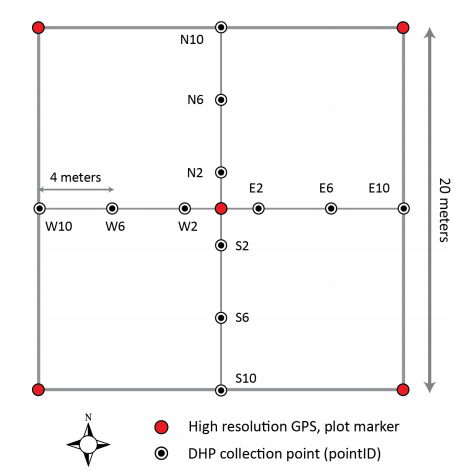 N10
N6
N2
4 meters
E2
E6
E10
W10
W6
W2
20 meters
S2
S6
S10
N
High resolution GPS, plot marker
DHP collection point (pointID)